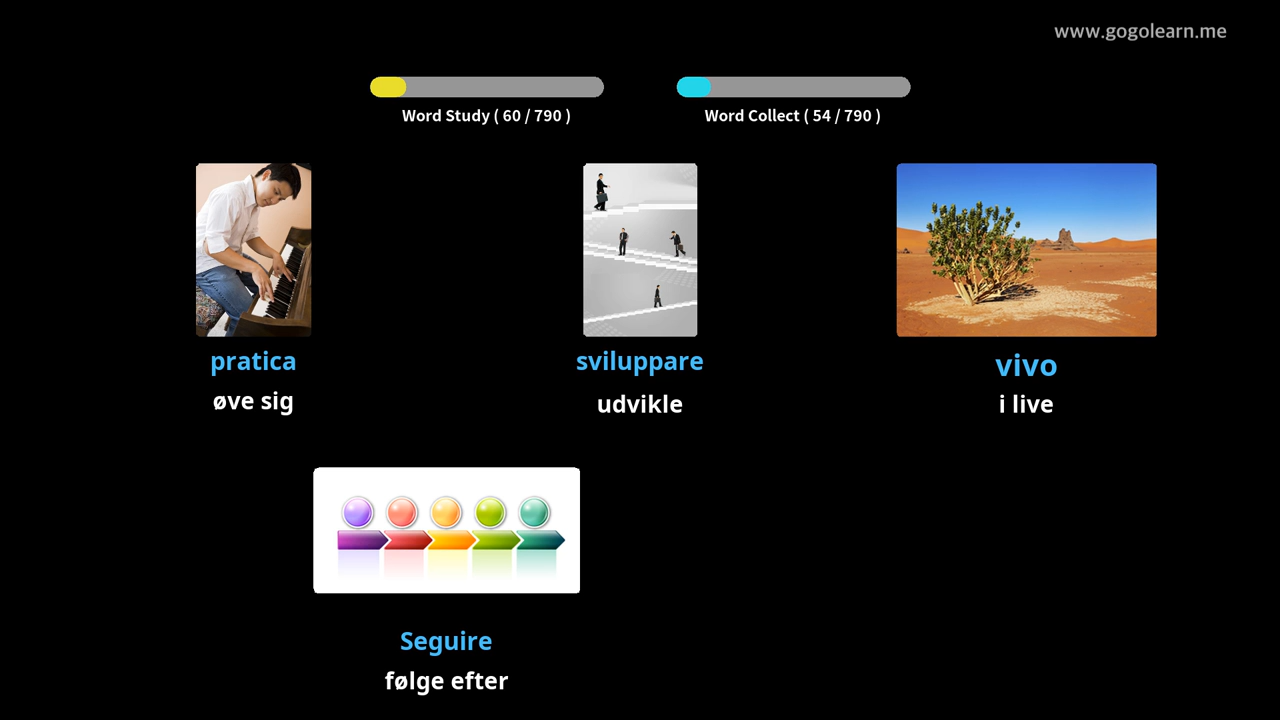 www.gogolearn.me
Word Study ( 60 / 790 )
Word Collect ( 54 / 790 )
pratica
øve sig
sviluppare
udvikle
vivo
i live
Seguire
følge efter